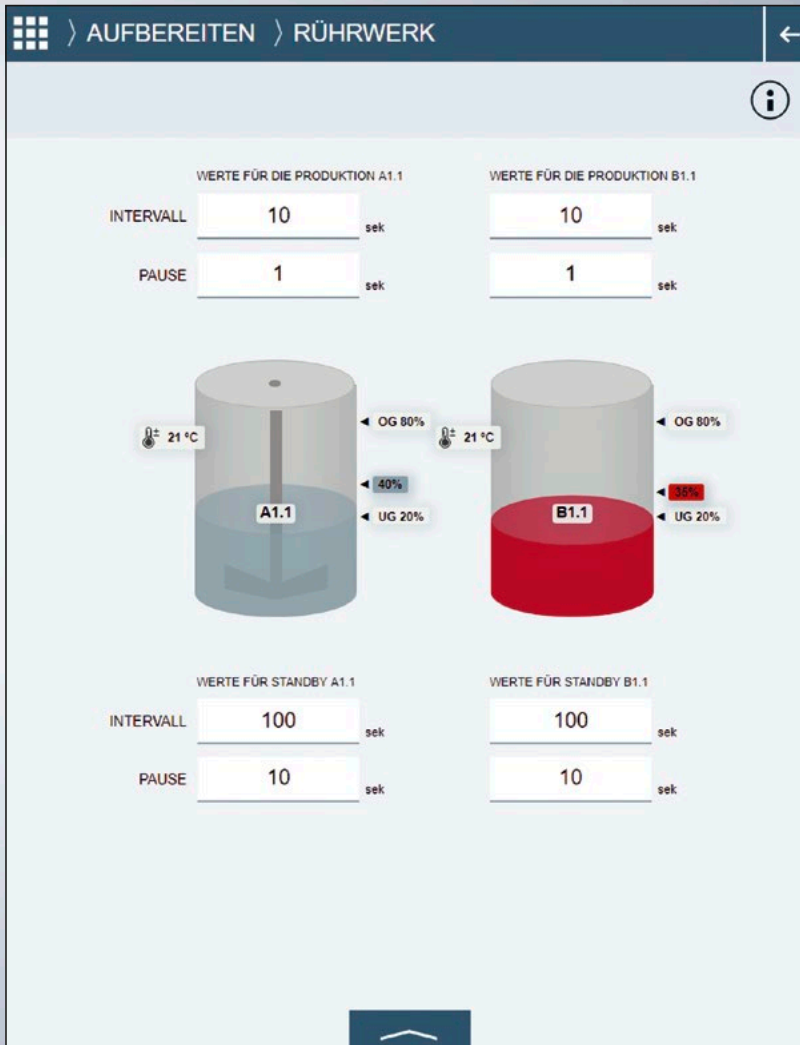 〉AUFBEREITEN 〉RÜHRWERK
WERTE FÜR DIE PRODUKTION A1.1
WERTE FÜR DIE PRODUKTION B1.1
INTERVALL 10 sek 10 sek
PAUSE 1 sek 1 sek
OG 80% OG 80%
21 °C 21 °C
40% 35%
A1.1 UG 20% B1.1 UG 20%
WERTE FÜR STANDBY A1.1
WERTE FÜR STANDBY B1.1
INTERVALL 100 sek 100 sek
PAUSE 10 sek 10 sek